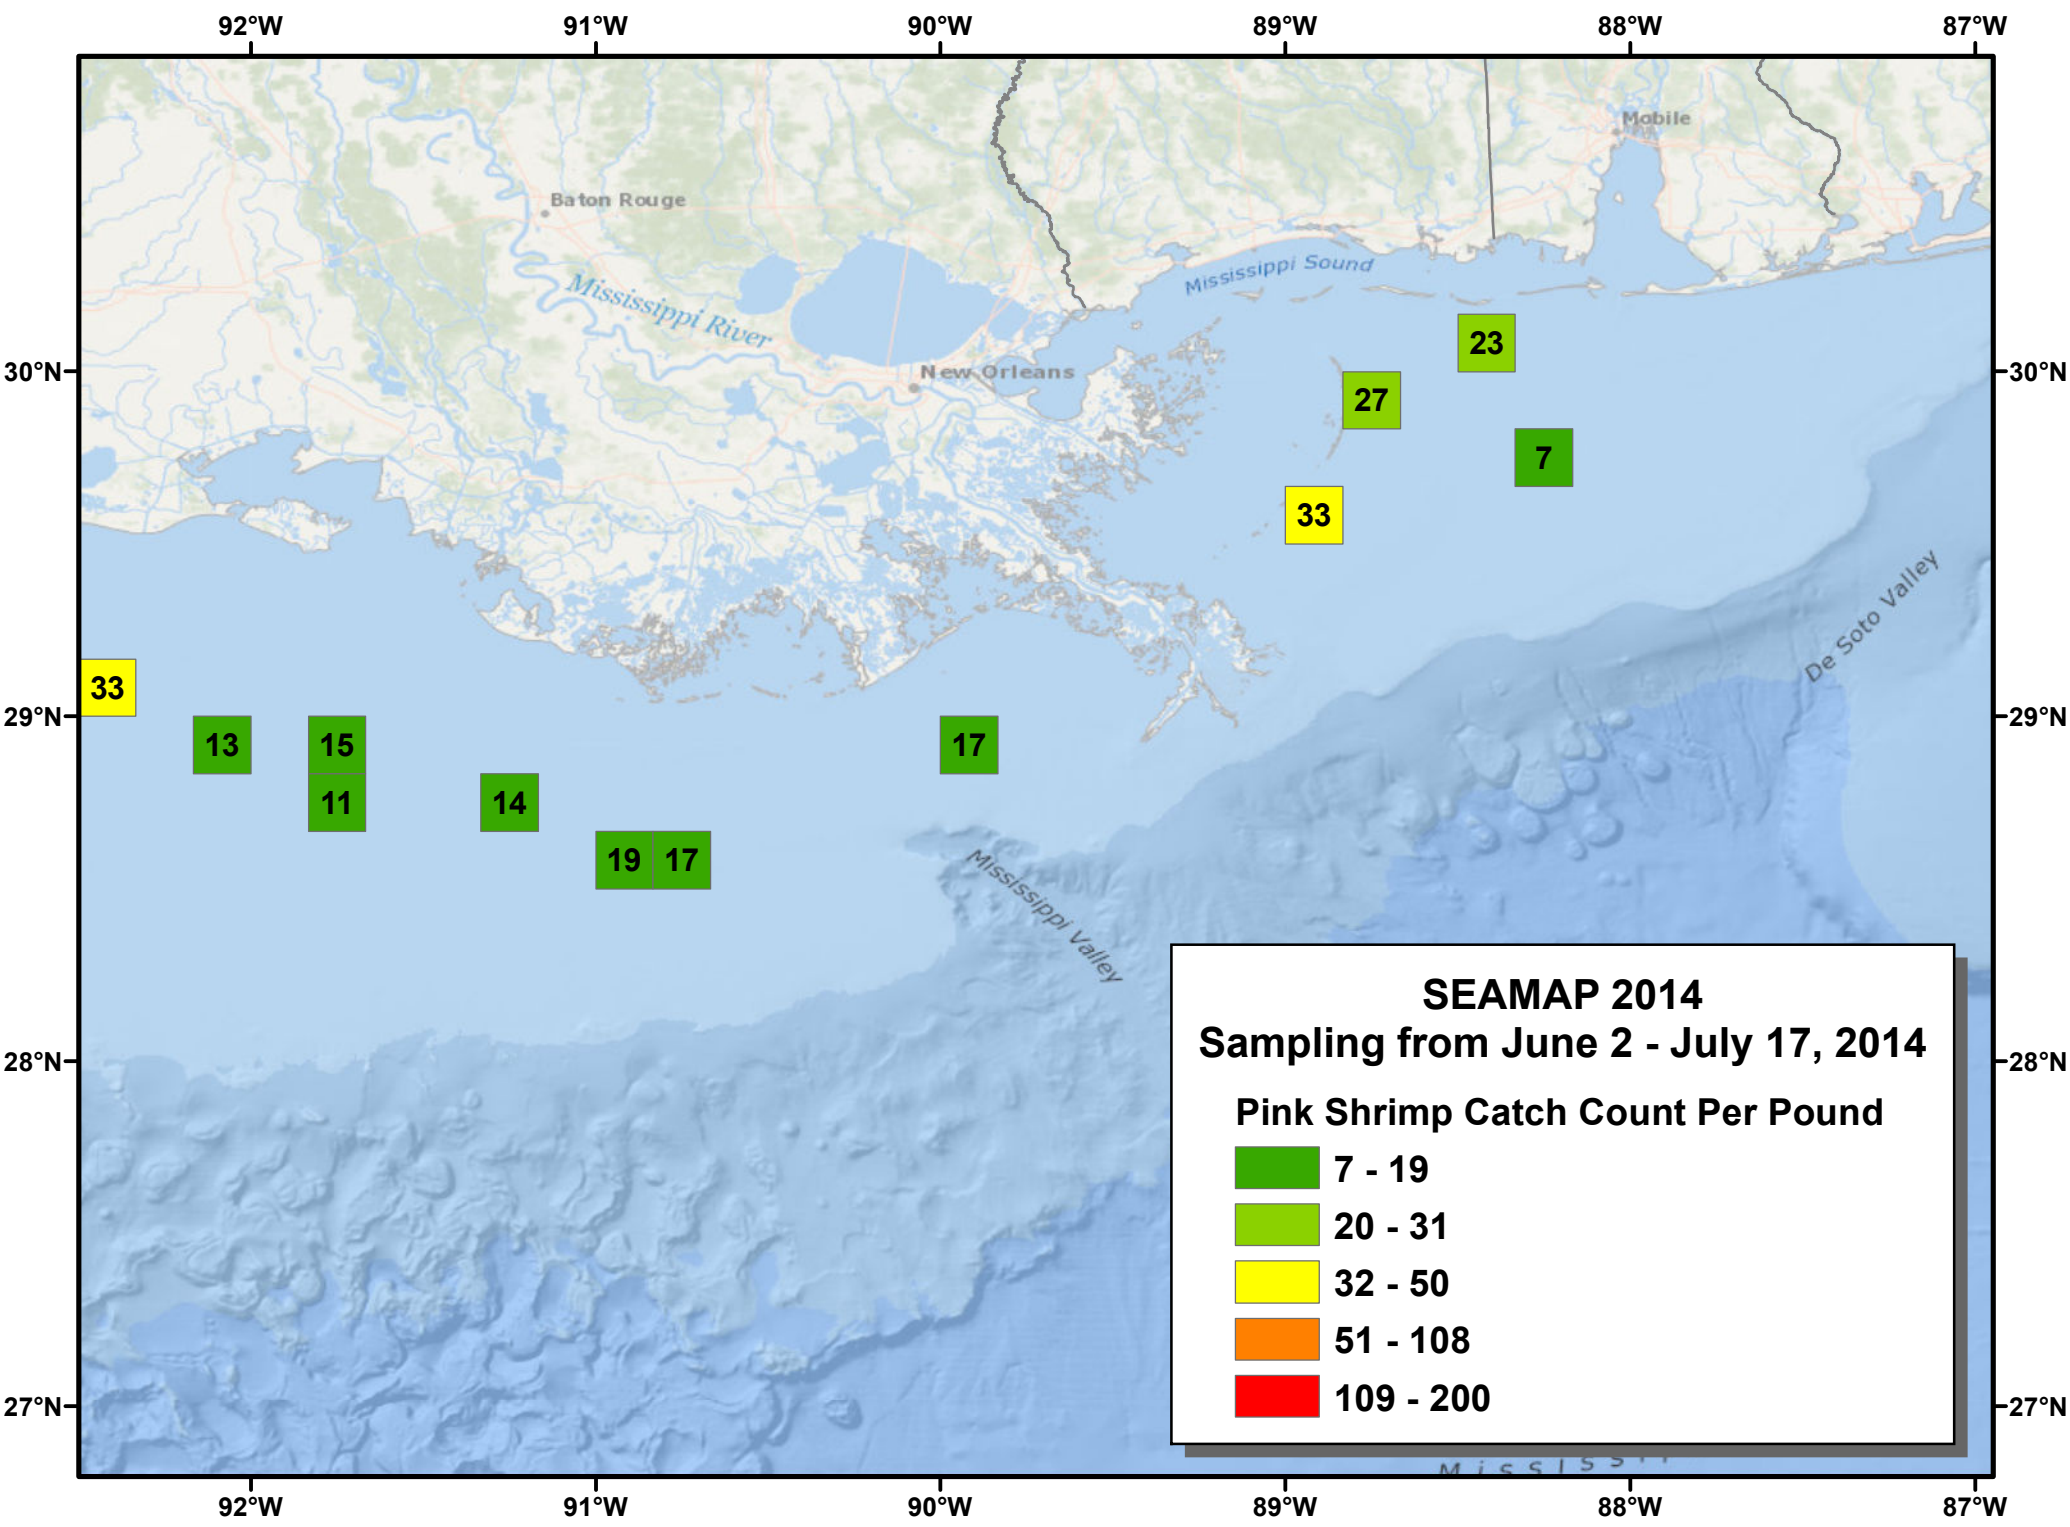 92°W 91°W 90°W 89°W 88°W 87°W
Mobile
Baton Rouge
Mississippi Sound
Mississippi River
23
30°N New Orleans 30°N
27
7
33
De Soto Valley
33
29°N 29°N
13 15 17
11 14
19 17
Mississippi Valley
SEAMAP 2014
Sampling from June 2 - July 17, 2014
28°N 28°N
Pink Shrimp Catch Count Per Pound
7 - 19
20 - 31
32 - 50
51 - 108
109 - 200
27°N 27°N
92°W 91°W 90°W 89°W 88°W 87°W